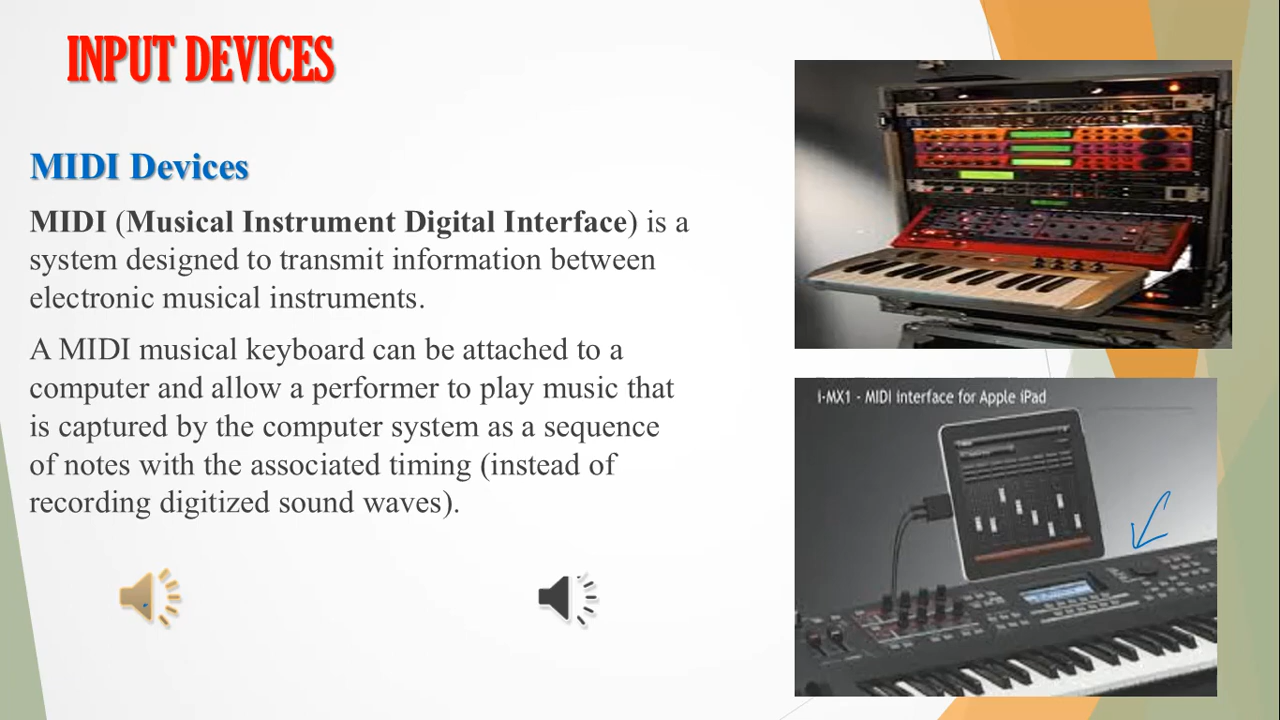 INPUT DEVICES
MIDI Devices
MIDI (Musical Instrument Digital Interface) is a
system designed to transmit information between
electronic musical instruments.
A MIDI musical keyboard can be attached to a
computer and allow a performer to play music that
is captured by the computer system as a sequence
of notes with the associated timing (instead of
recording digitized sound waves).
i-MX1 - MIDI interface for Apple iPad